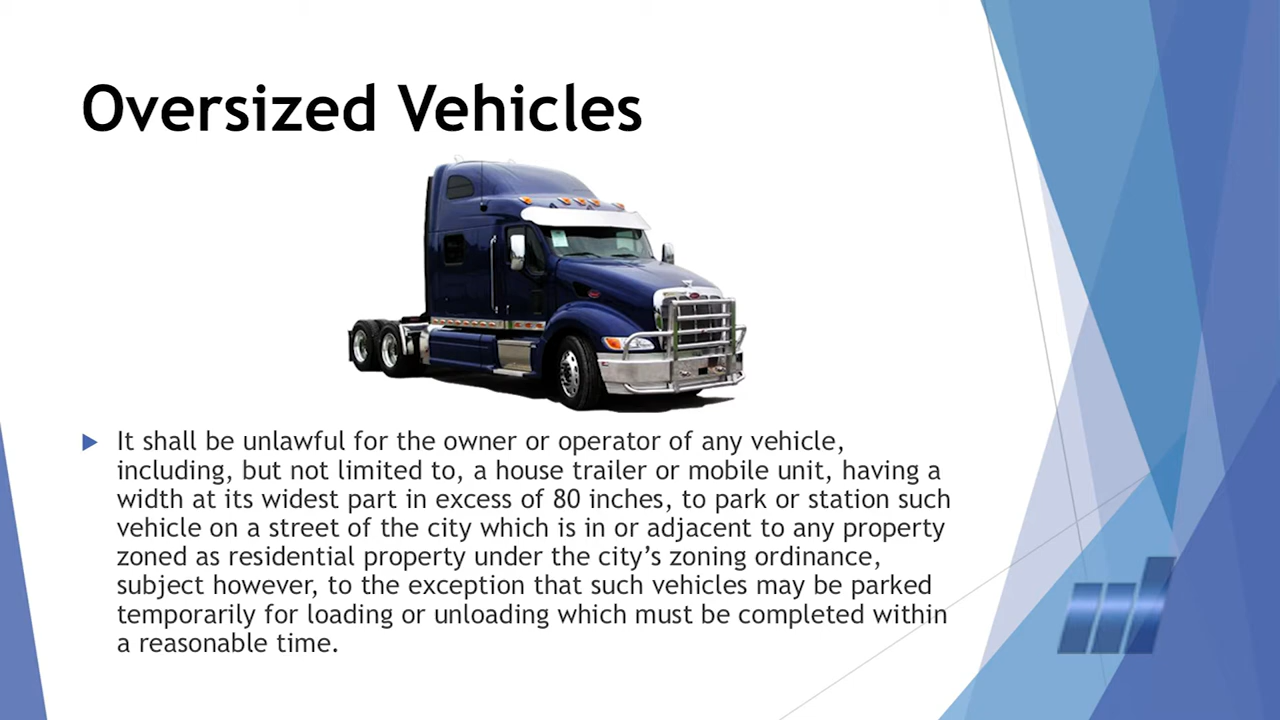 Oversized Vehicles
It shall be unlawful for the owner or operator of any vehicle,
including, but not limited to, a house trailer or mobile unit, having a
width at its widest part in excess of 80 inches, to park or station such
vehicle on a street of the city which is in or adjacent to any property
zoned as residential property under the city’s zoning ordinance,
subject however, to the exception that such vehicles may be parked
temporarily for loading or unloading which must be completed within
a reasonable time.